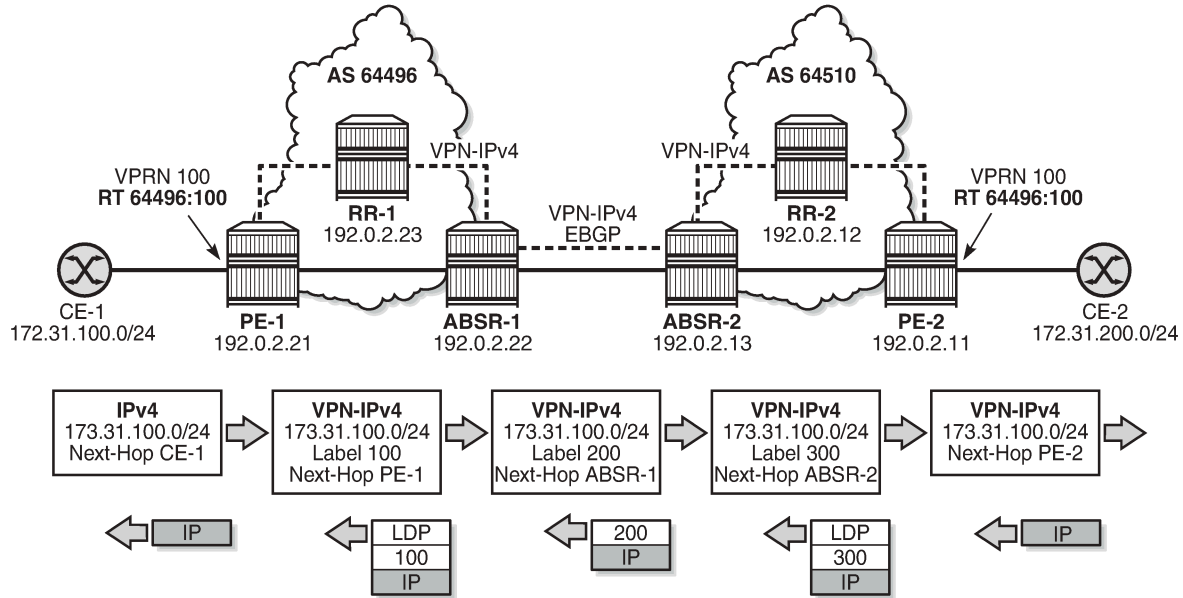 AS 64496
AS 64510
VPN-IPv4
VPN-IPv4
VPRN 100
RT 64496:100
VPRN 100
RT 64496:100
RR-1
192.0.2.23
VPN-IPv4
EBGP
RR-2
192.0.2.12
CE-1
172.31.100.0/24
PE-1
192.0.2.21
ABSR-1
192.0.2.22
ABSR-2
192.0.2.13
PE-2
192.0.2.11
CE-2
172.31.200.0/24
IPv4
173.31.100.0/24
Next-Hop CE-1
VPN-IPv4
173.31.100.0/24
Label 100
Next-Hop PE-1
VPN-IPv4
173.31.100.0/24
Label 200
Next-Hop ABSR-1
VPN-IPv4
173.31.100.0/24
Label 300
Next-Hop ABSR-2
VPN-IPv4
173.31.100.0/24
Next-Hop PE-2
IP
LDP
100
IP
200
IP
LDP
300
IP
IP